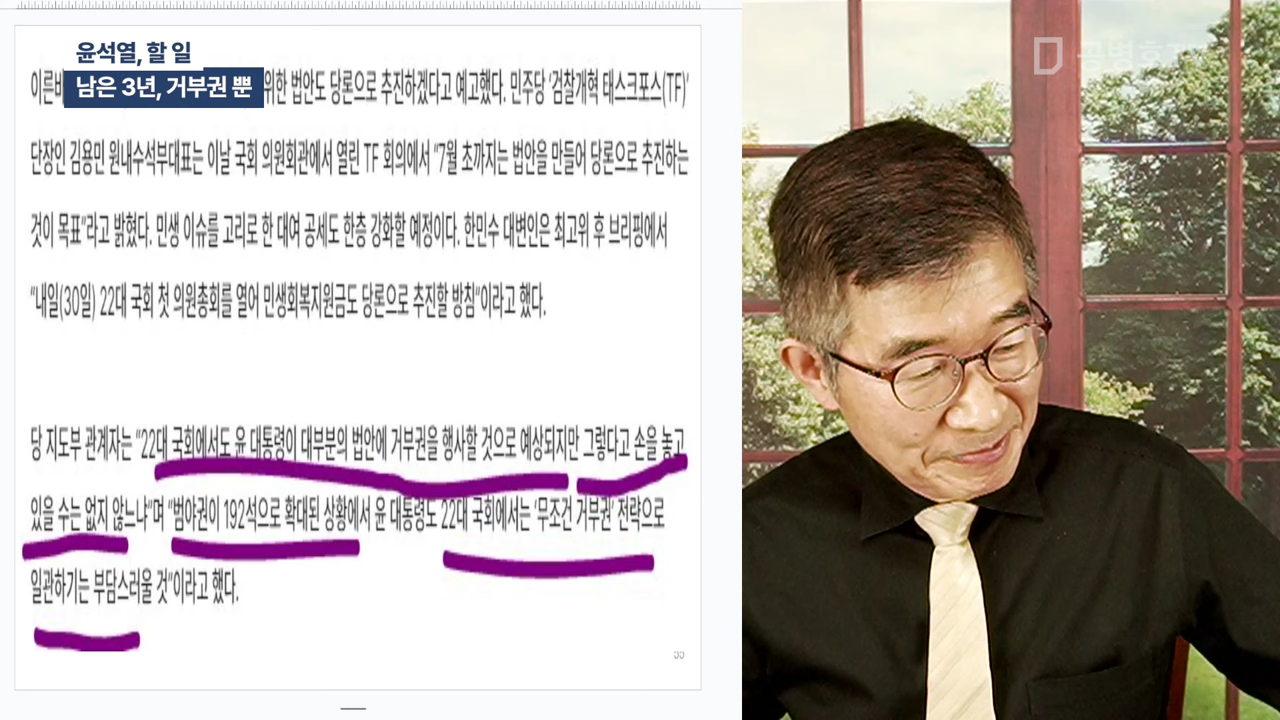 윤석열, 할 일
남은 3년, 거부권 뿐
이른바 위한 법안도 당론으로 추진하겠다고 예고했다. 민주당 ‘검찰개혁 태스크포스(TF)’
단장인 김용민 원내수석부대표는 이날 국회 의원회관에서 열린 TF 회의에서 “7월 초까지는 법안을 만들어 당론으로 추진하는
것이 목표”라고 밝혔다. 민생 이슈를 고리로 한 대여 공세도 한층 강화할 예정이다. 한민수 대변인은 최고위 후 브리핑에서
“내일(30일) 22대 국회 첫 의원총회를 열어 민생회복지원금도 당론으로 추진할 방침”이라고 했다.
당 지도부 관계자는 “22대 국회에서도 윤 대통령이 대부분의 법안에 거부권을 행사할 것으로 예상되지만 그렇다고 손을 놓고
있을 수는 없지 않느냐”며 “범야권이 192석으로 확대된 상황에서 윤 대통령도 22대 국회에서는 ‘무조건 거부권’ 전략으로
일관하기는 부담스러울 것”이라고 했다.
공병호